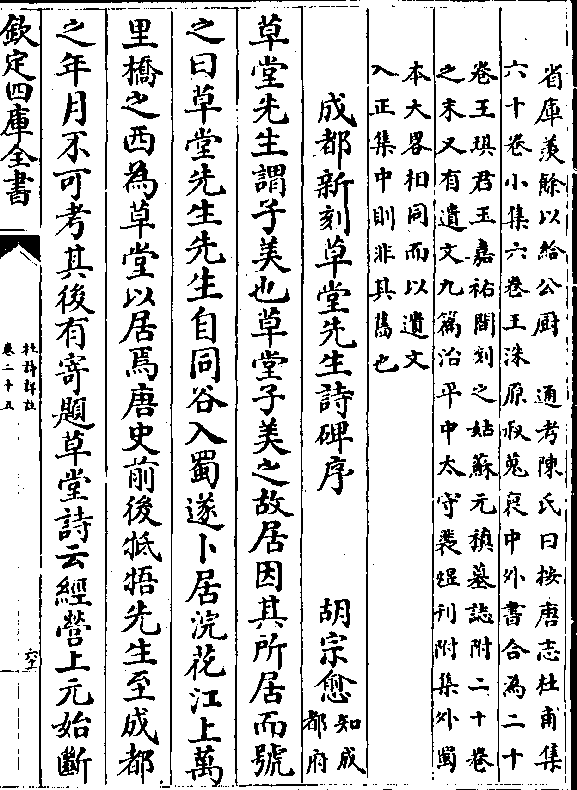 省庫羨餘以給公厨　通考陳氏曰按唐志杜甫集
六十卷小集六卷王洙原叔蒐裒中外書合為二十
卷王琪君玉嘉祐間刻之姑蘇元稹墓誌附二十卷
之末又有遺文九篇治平中太守裴煜刊附集外蜀
本大畧相同而以遺文
入正集中則非其舊也
成都新刻草堂先生詩碑序　胡宗愈知成都府
草堂先生謂子美也草堂子美之故居因其所居而號
之曰草堂先生先生自同谷入蜀遂卜居浣花江上萬
里橋之西為草堂以居焉唐史前後牴牾先生至成都
之年月不可考其後有寄題草堂詩云經營上元始斷
欽定四庫全書
杜詩詳註
卷二十五